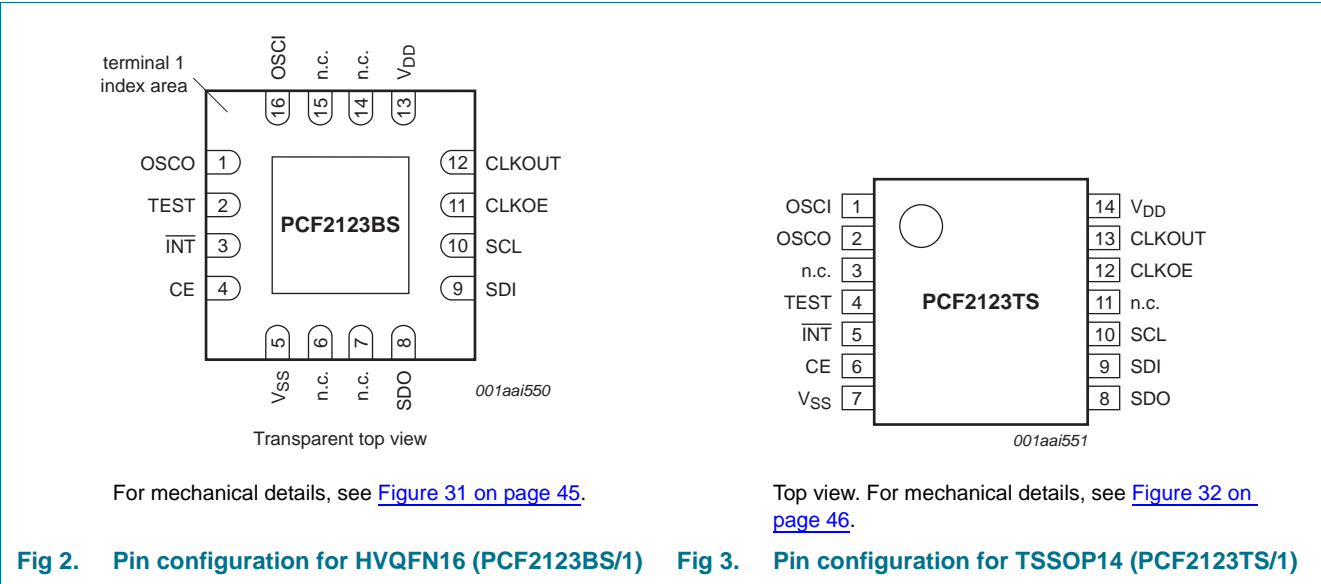 terminal 1
index area
OSCI
n.c.
n.c.
VDD
16
15
14
13
OSCO 1
TEST 2
INT 3
CE 4
PCF2123BS
12 CLKOUT
11 CLKOE
10 SCL
9 SDI
5
6
7
8
VSS
n.c.
n.c.
SDO
001aai550
Transparent top view
For mechanical details, see Figure 31 on page 45.
Fig 2. Pin configuration for HVQFN16 (PCF2123BS/1)
OSCI 1
OSCO 2
n.c. 3
TEST 4
INT 5
CE 6
VSS 7
PCF2123TS
14 VDD
13 CLKOUT
12 CLKOE
11 n.c.
10 SCL
9 SDI
8 SDO
001aai551
Top view. For mechanical details, see Figure 32 on
page 46.
Fig 3. Pin configuration for TSSOP14 (PCF2123TS/1)